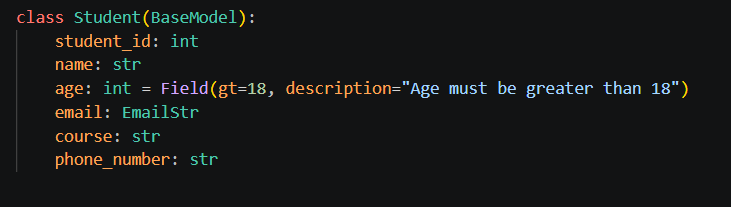 class Student(BaseModel):
    student_id: int
    name: str
    age: int = Field(gt=18, description="Age must be greater than 18")
    email: EmailStr
    course: str
    phone_number: str